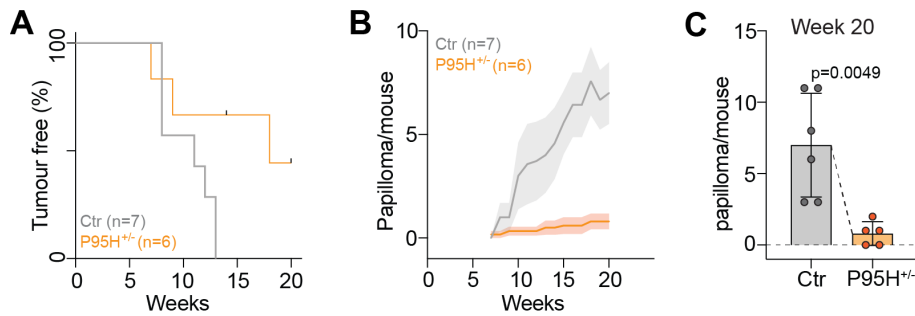 A
Tumour free (%)
100
0
Ctr (n=7)
P95H+/- (n=6)
0
5
10
15
20
Weeks
B
Papilloma/mouse
10
5
0
Ctr (n=7)
P95H+/- (n=6)
0
10
15
20
Weeks
C
Week 20
p=0.0049
papilloma/mouse
15
10
5
0
Ctr
P95H+/-